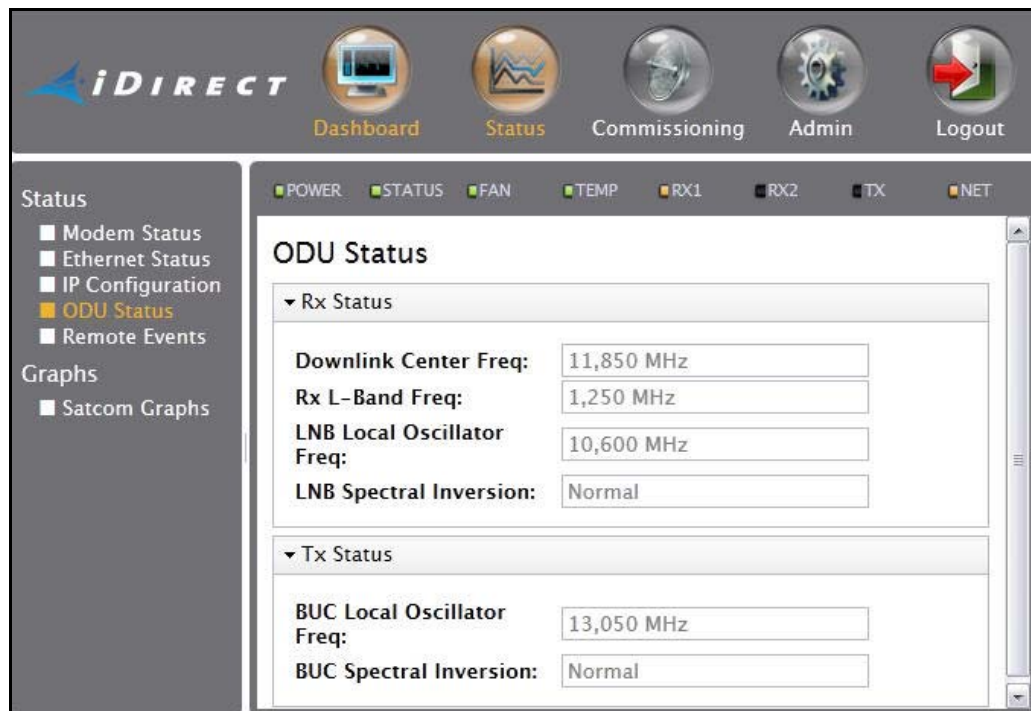 iDIRECT
Dashboard Status Commissioning Admin Logout
Status
Modem Status
Ethernet Status
IP Configuration
ODU Status
Remote Events
Graphs
Satcom Graphs
POWER STATUS FAN TEMP RX1 RX2 TX NET
ODU Status
Rx Status
Downlink Center Freq: 11,850 MHz
Rx L-Band Freq: 1,250 MHz
LNB Local Oscillator
Freq: 10,600 MHz
LNB Spectral Inversion: Normal
Tx Status
BUC Local Oscillator
Freq: 13,050 MHz
BUC Spectral Inversion: Normal